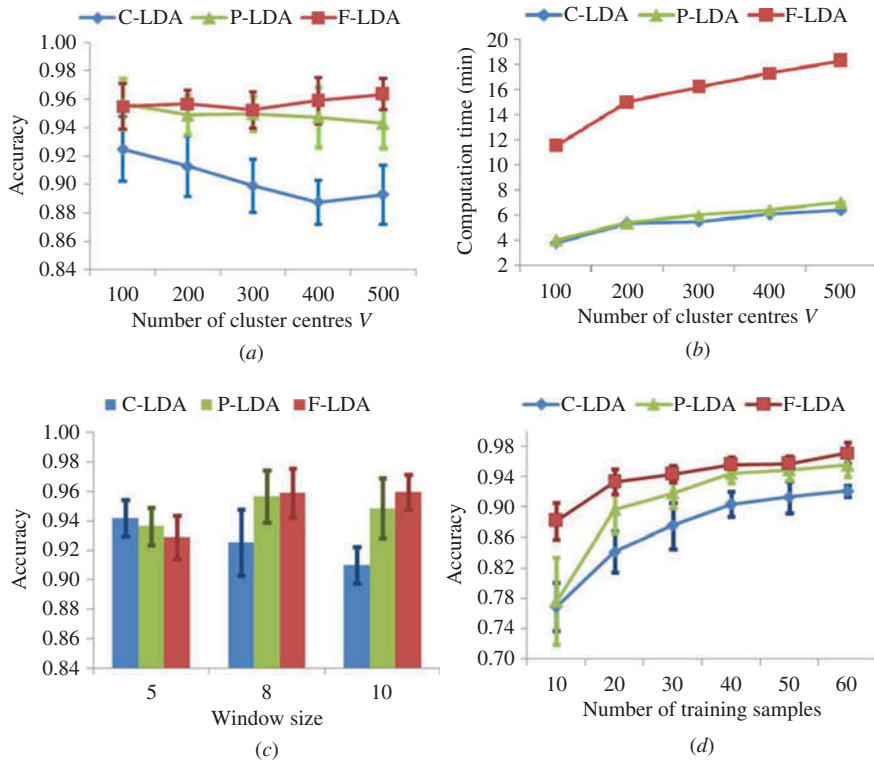 C-LDA P-LDA F-LDA
1.00
0.98
0.96
0.94
0.92
0.90
0.88
0.86
0.84
Accuracy
100 200 300 400 500
Number of cluster centres V
(a)
C-LDA P-LDA F-LDA
20
18
16
14
12
10
8
6
4
2
Computation time (min)
100 200 300 400 500
Number of cluster centres V
(b)
C-LDA P-LDA F-LDA
1.00
0.98
0.96
0.94
0.92
0.90
0.88
0.86
0.84
Accuracy
5 8 10
Window size
(c)
C-LDA P-LDA F-LDA
0.98
0.94
0.90
0.86
0.82
0.78
0.74
0.70
Accuracy
10 20 30 40 50 60
Number of training samples
(d)